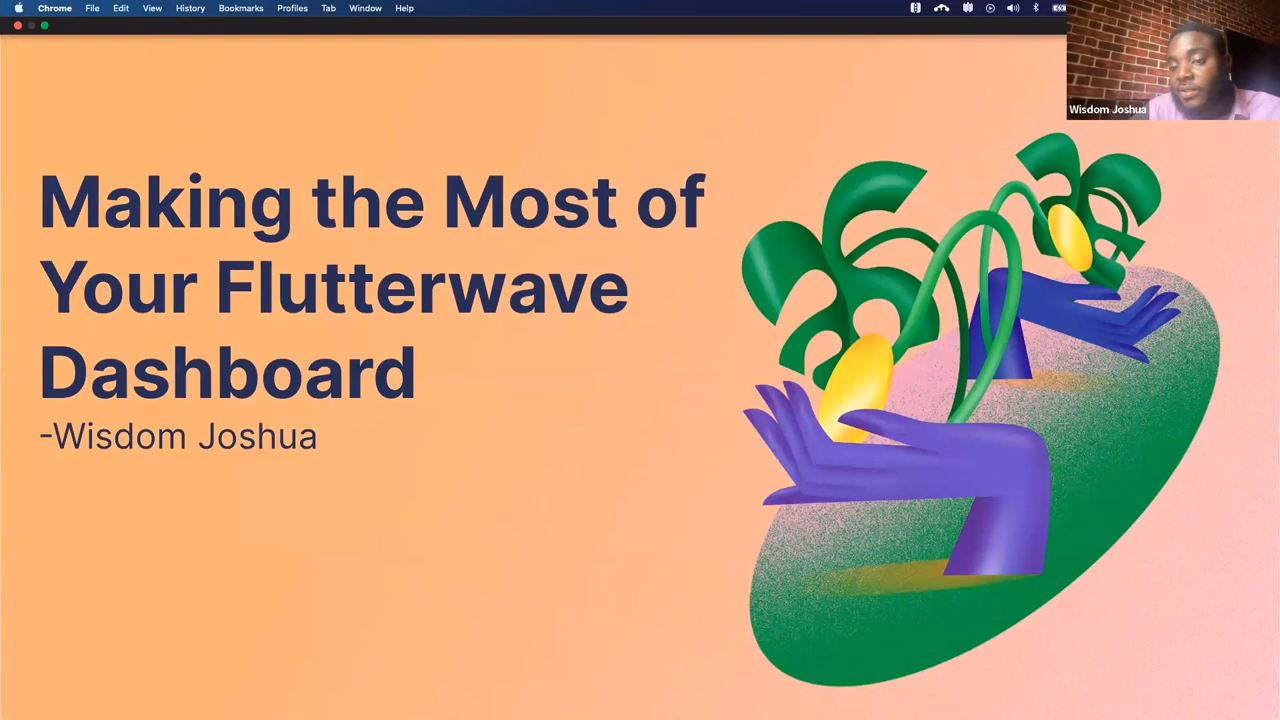 Chrome File Edit View History Bookmarks Profiles Tab Window Help
Wisdom Joshua
Making the Most of
Your Flutterwave
Dashboard
-Wisdom Joshua